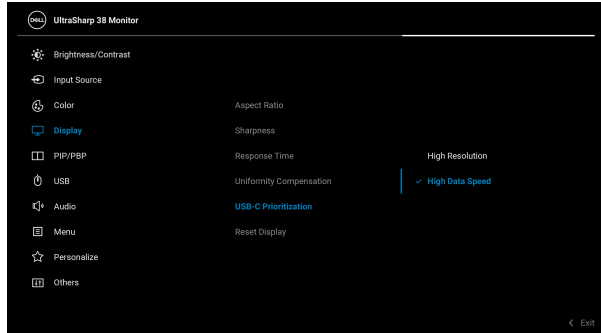 DELL UltraSharp 38 Monitor
Brightness/Contrast
Input Source
Color
Aspect Ratio
Display
Sharpness
PIP/PBP
Response Time
High Resolution
USB
Uniformity Compensation
High Data Speed
Audio
USB-C Prioritization
Menu
Reset Display
Personalize
Others
Exit